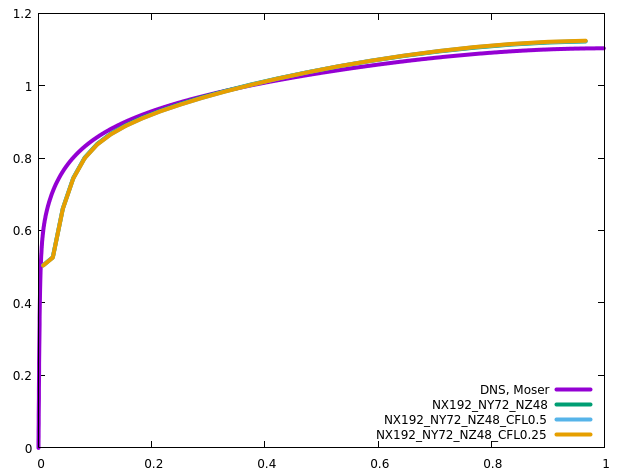 1.2
1
0.8
0.6
0.4
0.2
0
DNS, Moser
NX192_NY72_NZ48
NX192_NY72_NZ48_CFL0.5
NX192_NY72_NZ48_CFL0.25
0 0.2 0.4 0.6 0.8 1